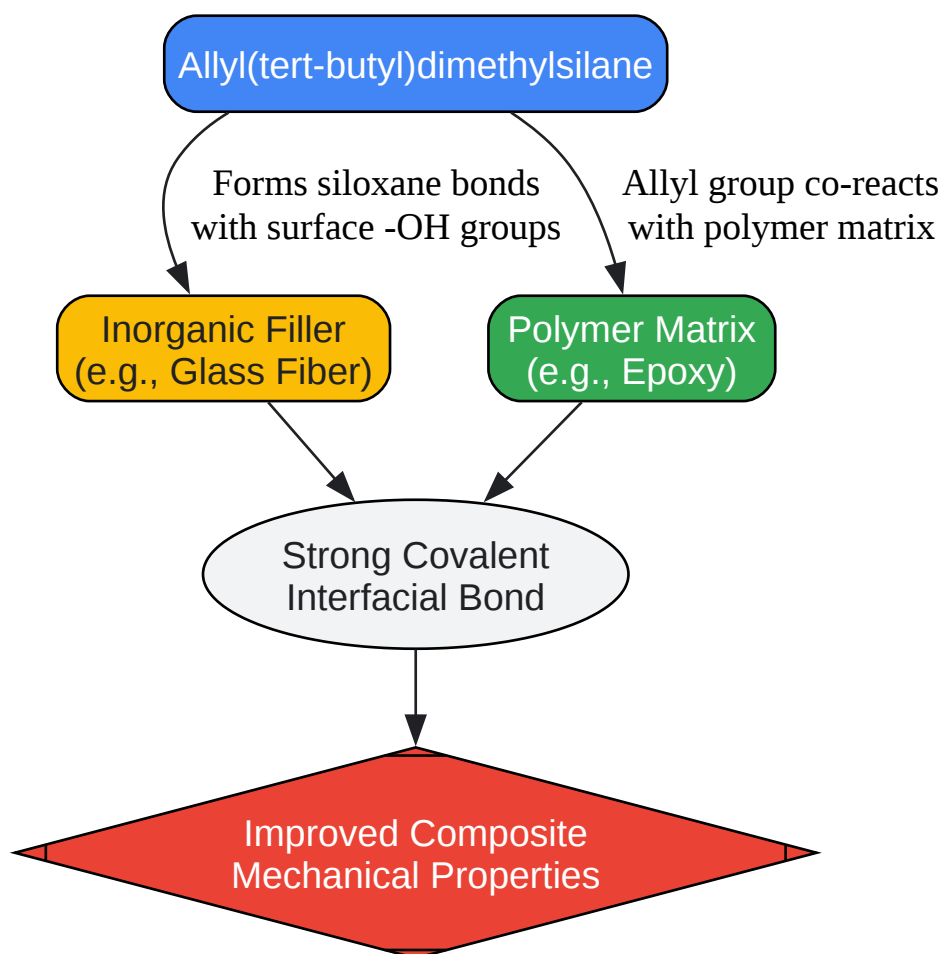 Allyl(tert-butyl)dimethylsilane
Forms siloxane bonds
with surface -OH groups
Allyl group co-reacts
with polymer matrix
Inorganic Filler
(e.g., Glass Fiber)
Polymer Matrix
(e.g., Epoxy)
Strong Covalent
Interfacial Bond
Improved Composite
Mechanical Properties